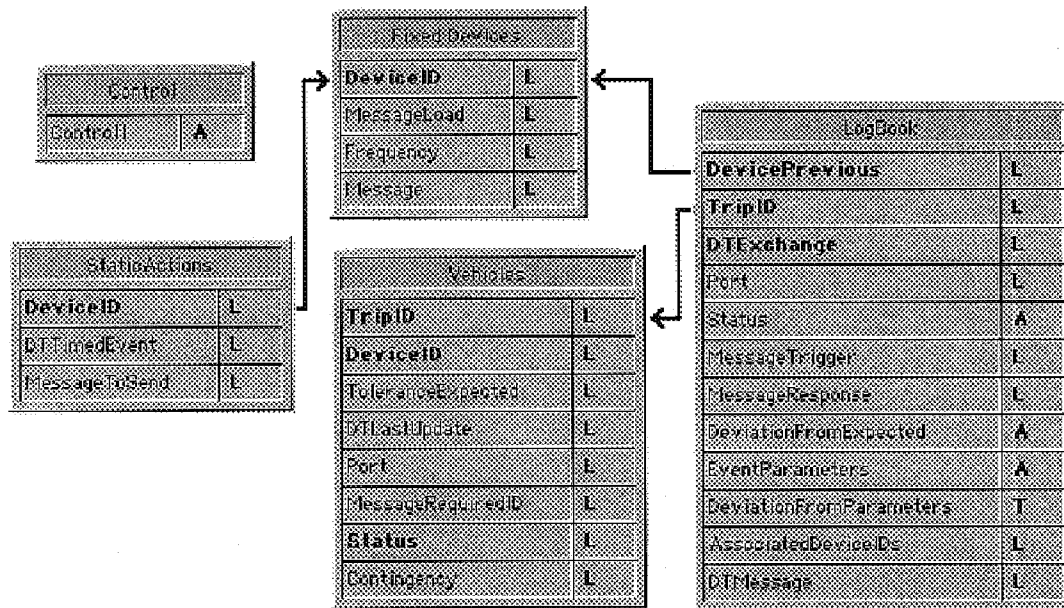 Control
Control1 A
Fixed Devices
DeviceID L
MessageLoad L
Frequency L
Message L
StaticActions
DeviceID L
DTTimedEvent L
MessageToSend L
Vehicles
TripID L
DeviceID L
ToleranceExpected L
DTLastUpdate L
Port L
MessageRequiredID L
Status L
Contingency L
LogBook
DevicePrevious L
TripID L
DTExchange L
Port L
Status A
MessageTrigger L
MessageResponse L
DeviationFromExpected A
EventParameters A
DeviationFromParameters T
AssociatedDeviceIDs L
DTMessage L